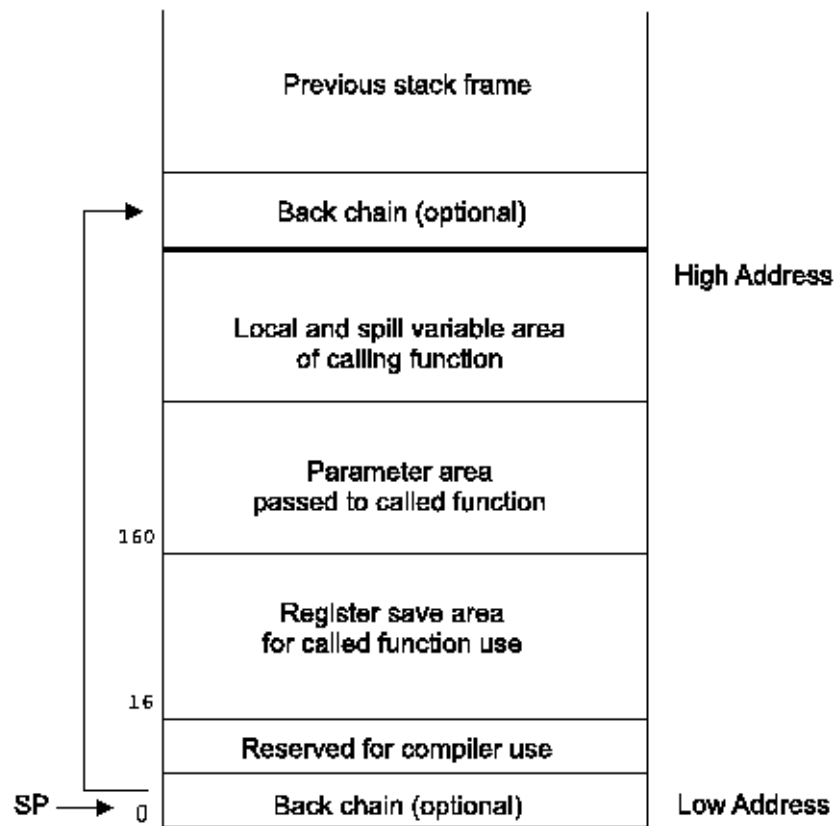 Previous stack frame
Back chain (optional)
High Address
Local and spill variable area
of calling function
Parameter area
passed to called function
160
Register save area
for called function use
16
Reserved for compiler use
SP
0
Back chain (optional)
Low Address